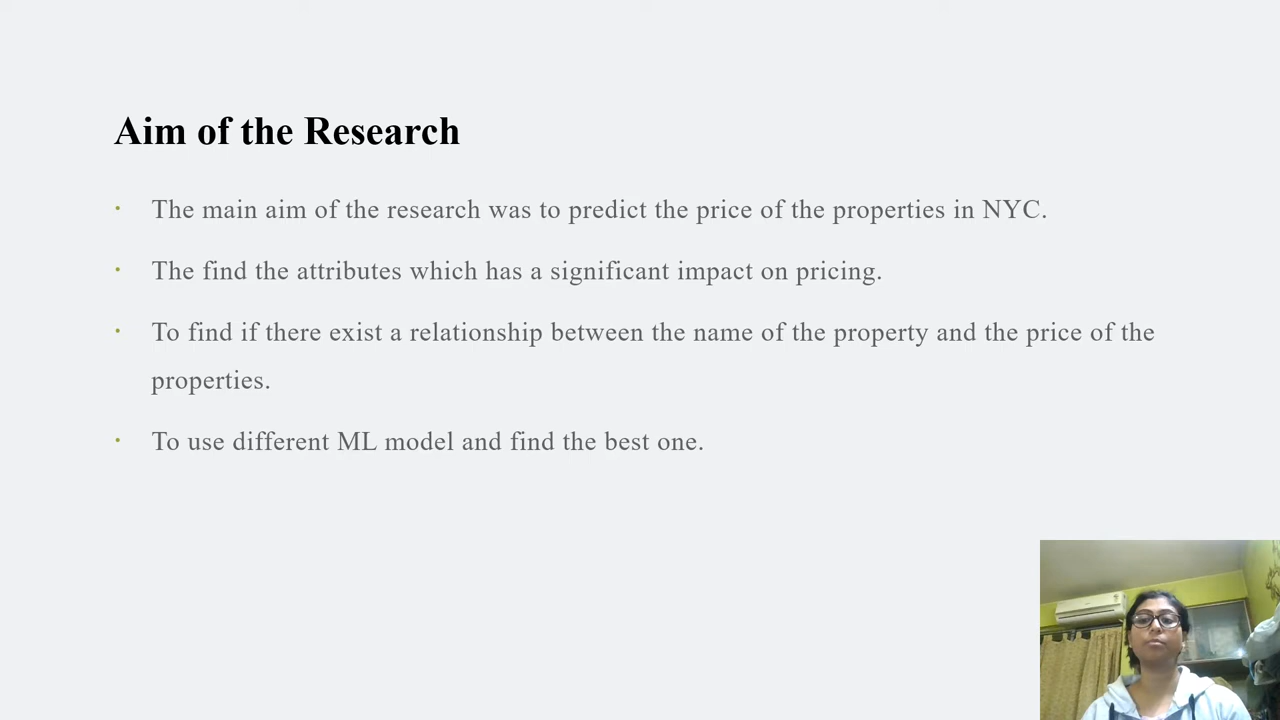 Aim of the Research
· The main aim of the research was to predict the price of the properties in NYC.
· The find the attributes which has a significant impact on pricing.
· To find if there exist a relationship between the name of the property and the price of the
properties.
· To use different ML model and find the best one.